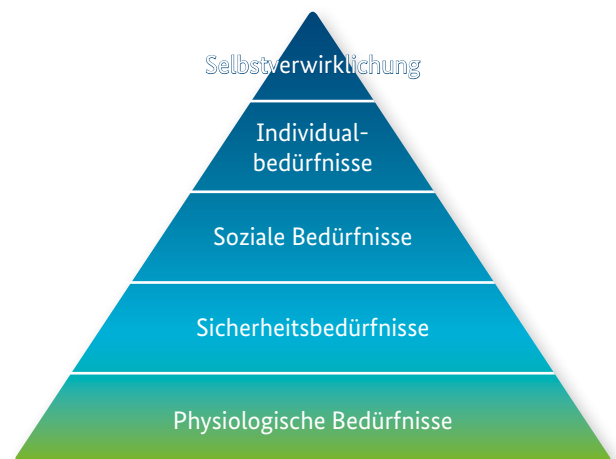 Selbstverwirklichung
Individual-
bedürfnisse
Soziale Bedürfnisse
Sicherheitsbedürfnisse
Physiologische Bedürfnisse